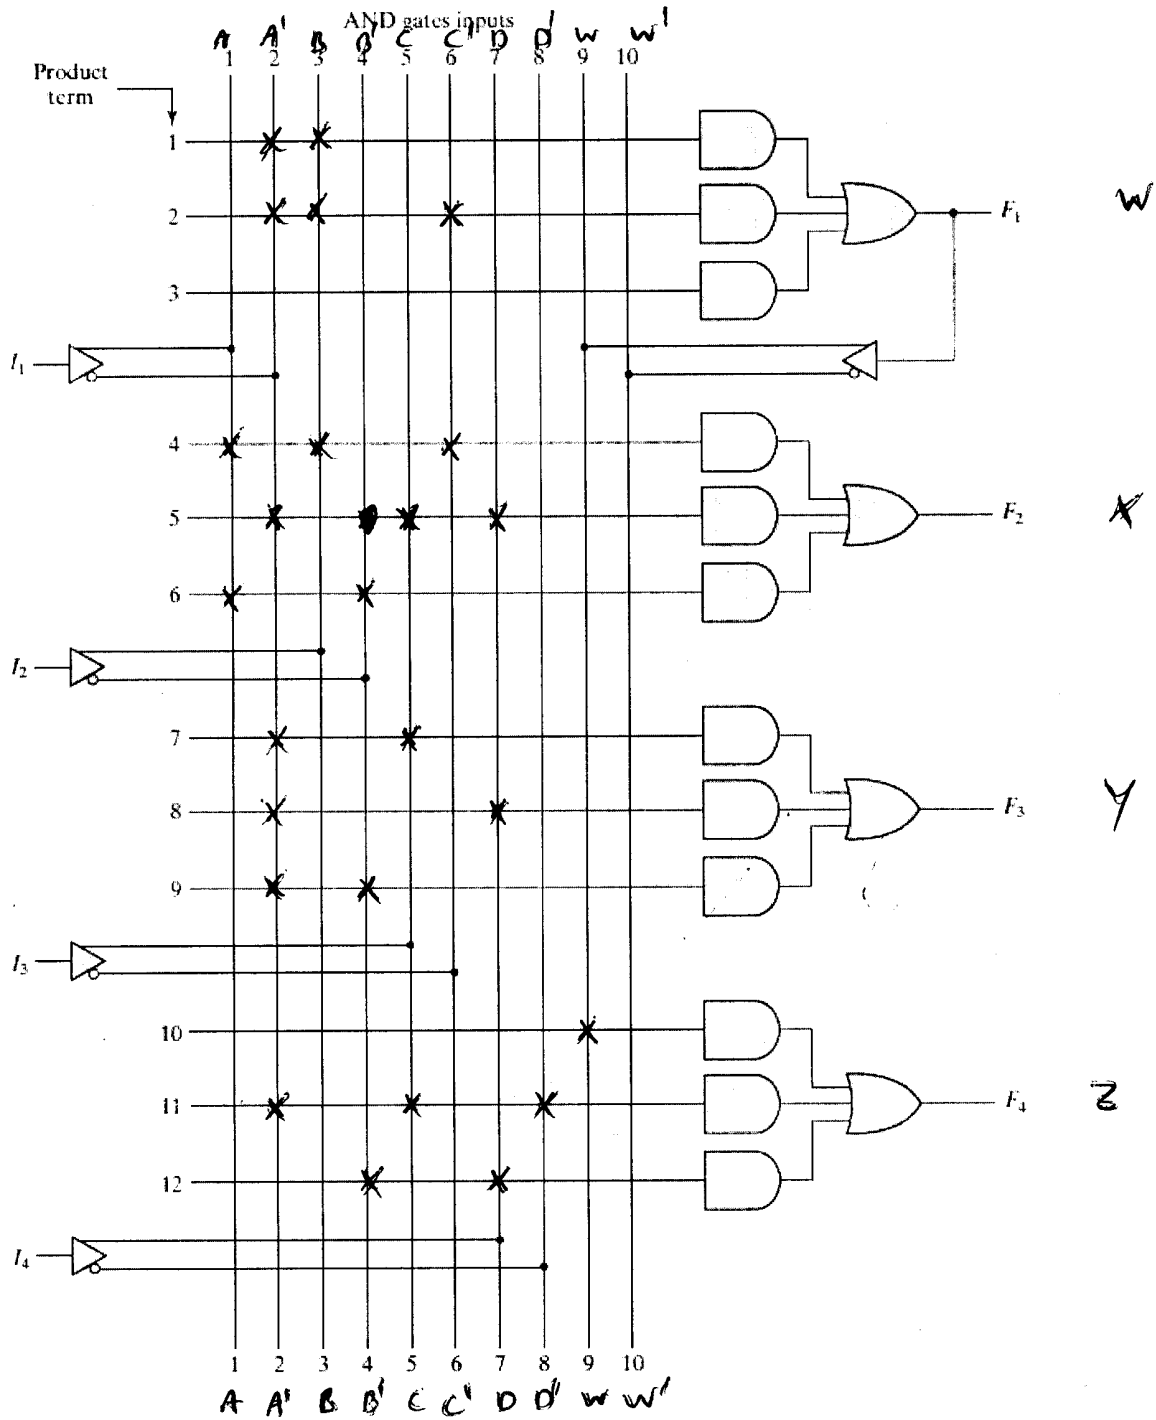 AND gates inputs
A A' B B' C C' D D' W W'
1 2 3 4 5 6 7 8 9 10
Product
term
1
2
F1 W
3
I1
4
5
F2 X
6
I2
7
8
F3 Y
9
I3
10
11
F4 Z
12
I4
1 2 3 4 5 6 7 8 9 10
A A' B B' C C' D D' W W'